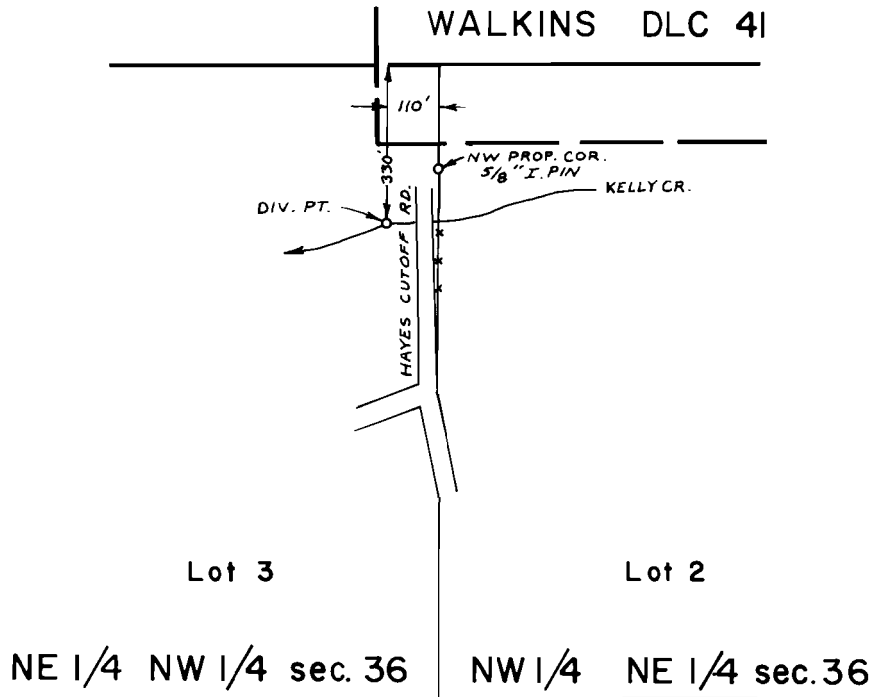 WALKINS DLC 41
110'
330'
NW PROP. COR.
5/8" I. PIN
KELLY CR.
DIV. PT.
HAYES CUTOFF RD.
Lot 3
Lot 2
NE 1/4 NW 1/4 sec. 36
NW 1/4 NE 1/4 sec. 36